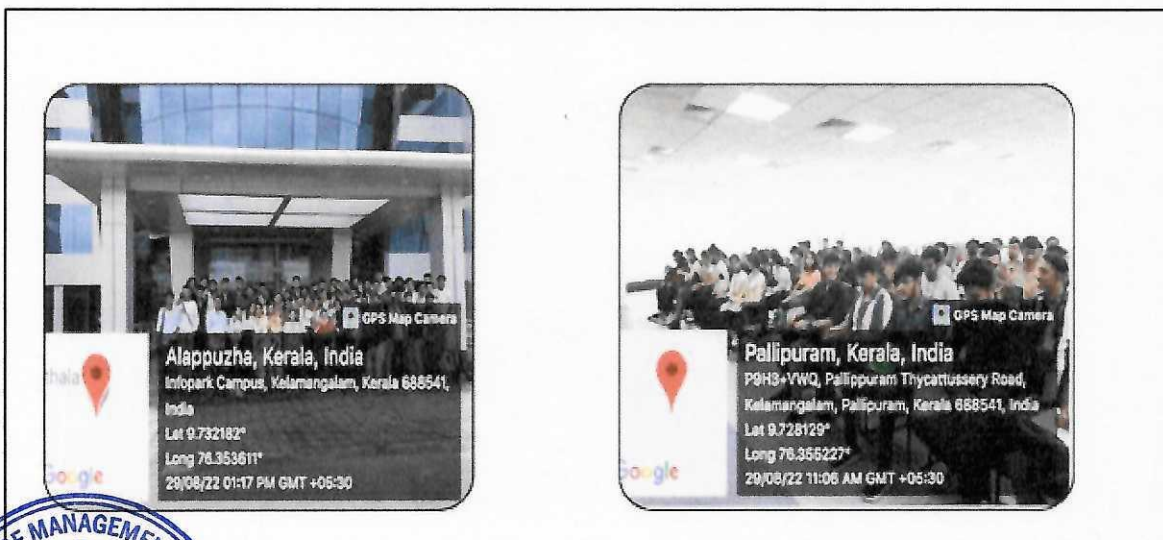 GPS Map Camera
Alappuzha, Kerala, India
Infopark Campus, Kelamangalam, Kerala 688541,
India
Lat 9.732182°
Long 76.353611°
29/08/22 01:17 PM GMT +05:30
Google
GPS Map Camera
Pallipuram, Kerala, India
P9H3+VWQ, Pallippuram Thycattussery Road,
Kelamangalam, Pallipuram, Kerala 688541, India
Lat 9.728129°
Long 76.355227°
29/08/22 11:06 AM GMT +05:30
Google